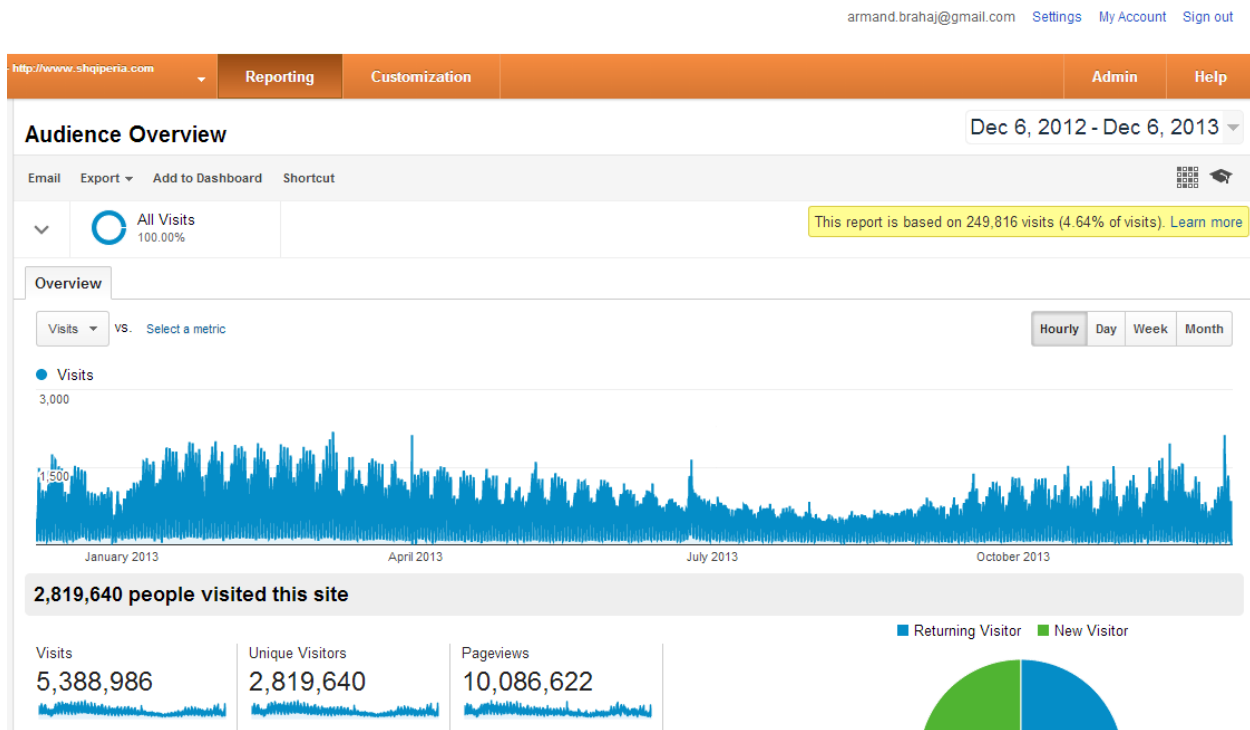 armand.brahaj@gmail.com Settings My Account Sign out
- http://www.shqiperia.com Reporting Customization Admin Help
Audience Overview Dec 6, 2012 - Dec 6, 2013
Email Export Add to Dashboard Shortcut
All Visits
100.00%
This report is based on 249,816 visits (4.64% of visits). Learn more
Overview
Visits VS. Select a metric Hourly Day Week Month
Visits
3,000
1,500
January 2013 April 2013 July 2013 October 2013
2,819,640 people visited this site
Returning Visitor New Visitor
Visits Unique Visitors Pageviews
5,388,986 2,819,640 10,086,622